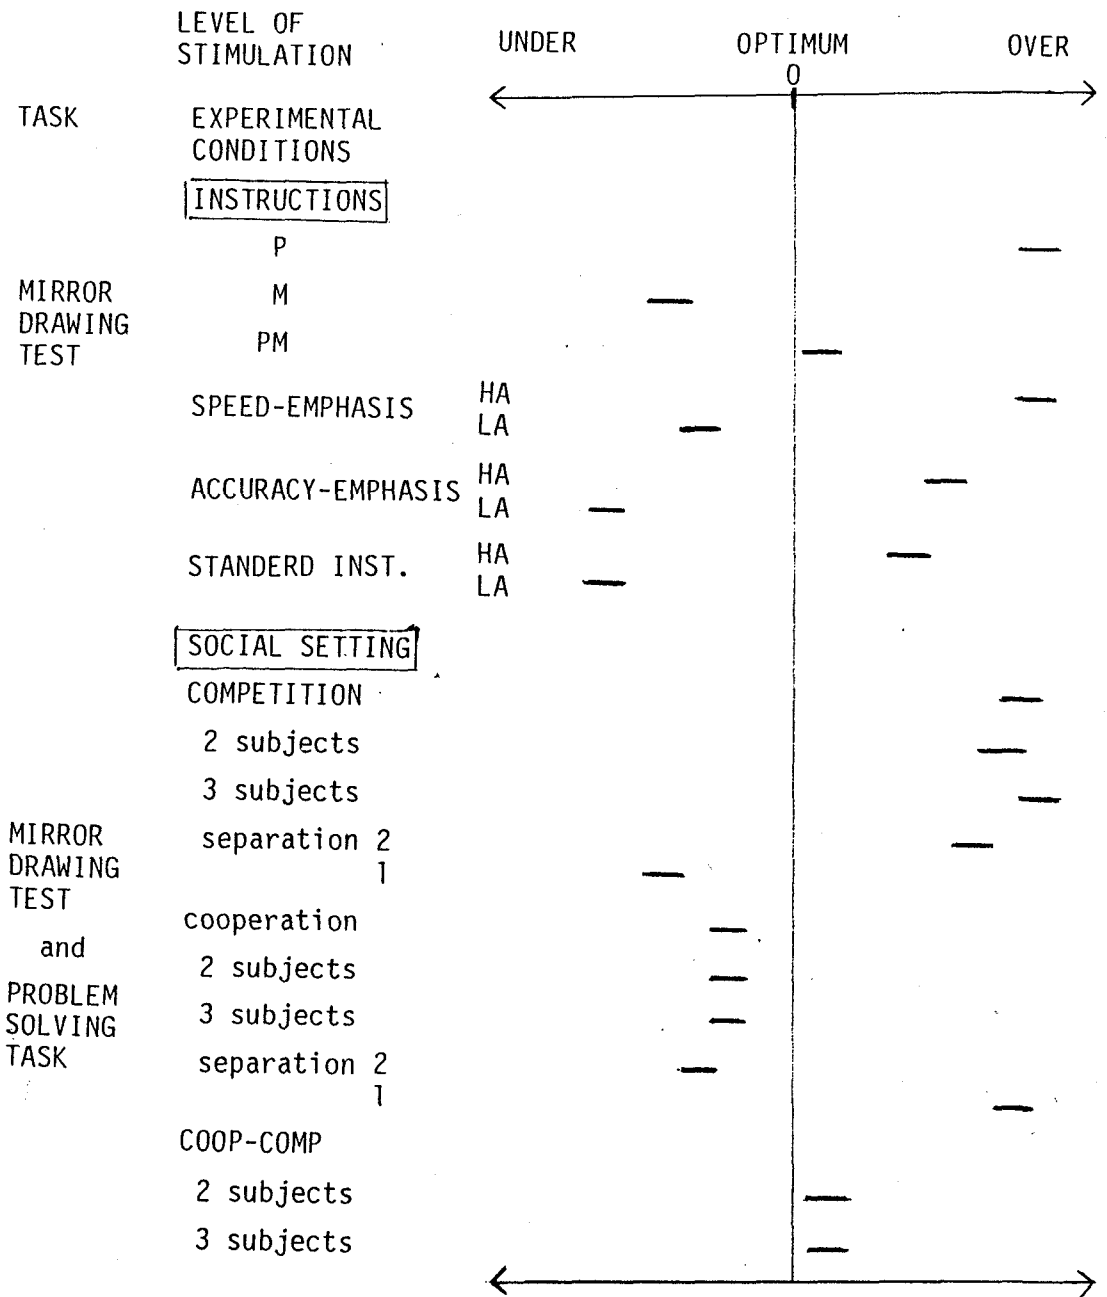 LEVEL OF
STIMULATION
UNDER OPTIMUM OVER
0
TASK EXPERIMENTAL
CONDITIONS
INSTRUCTIONS
P
MIRROR
DRAWING
TEST
M
PM
SPEED-EMPHASIS HA
LA
ACCURACY-EMPHASIS HA
LA
STANDERD INST. HA
LA
SOCIAL SETTING
COMPETITION
2 subjects
3 subjects
MIRROR
DRAWING
TEST
and
PROBLEM
SOLVING
TASK
separation 2
1
cooperation
2 subjects
3 subjects
separation 2
1
COOP-COMP
2 subjects
3 subjects